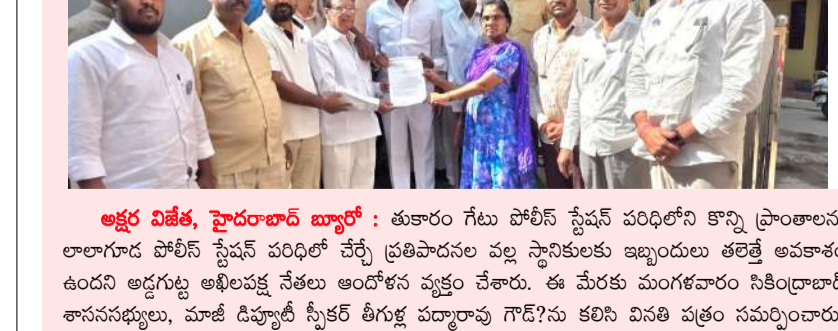 అక్షర విజేత, హైదరాబాద్ బ్యూరో : తుకారం గేటు పోలీస్ స్టేషన్ పరిధిలోని కొన్ని ప్రాంతాలన
లాలాగూడ పోలీస్ స్టేషన్ పరిధిలో చేర్చే ప్రతిపాదనల వల్ల స్థానికులకు ఇబ్బందులు తలెత్తే అవకాశం
ఉందని అడ్డగుట్ట అఖిలపక్ష నేతలు ఆందోళన వ్యక్తం చేశారు. ఈ మేరకు మంగళవారం సికింద్రాబాద్
శాసనసభ్యులు, మాజీ డిప్యూటీ స్పీకర్ తీగుళ్ల పద్మారావు గౌడ్?ను కలిసి వినతి పత్రం సమర్పించారు